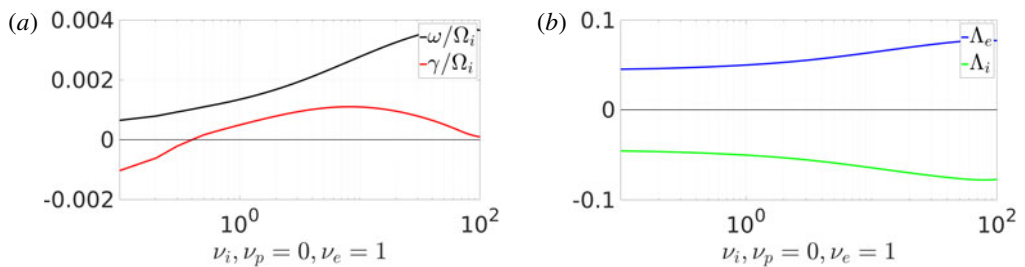 (a)
0.004
0.002
0
-0.002
ω/Ω_i
γ/Ω_i
10^0
10^2
ν_i, ν_p = 0, ν_e = 1
(b)
0.1
0
-0.1
Λ_e
Λ_i
10^0
10^2
ν_i, ν_p = 0, ν_e = 1